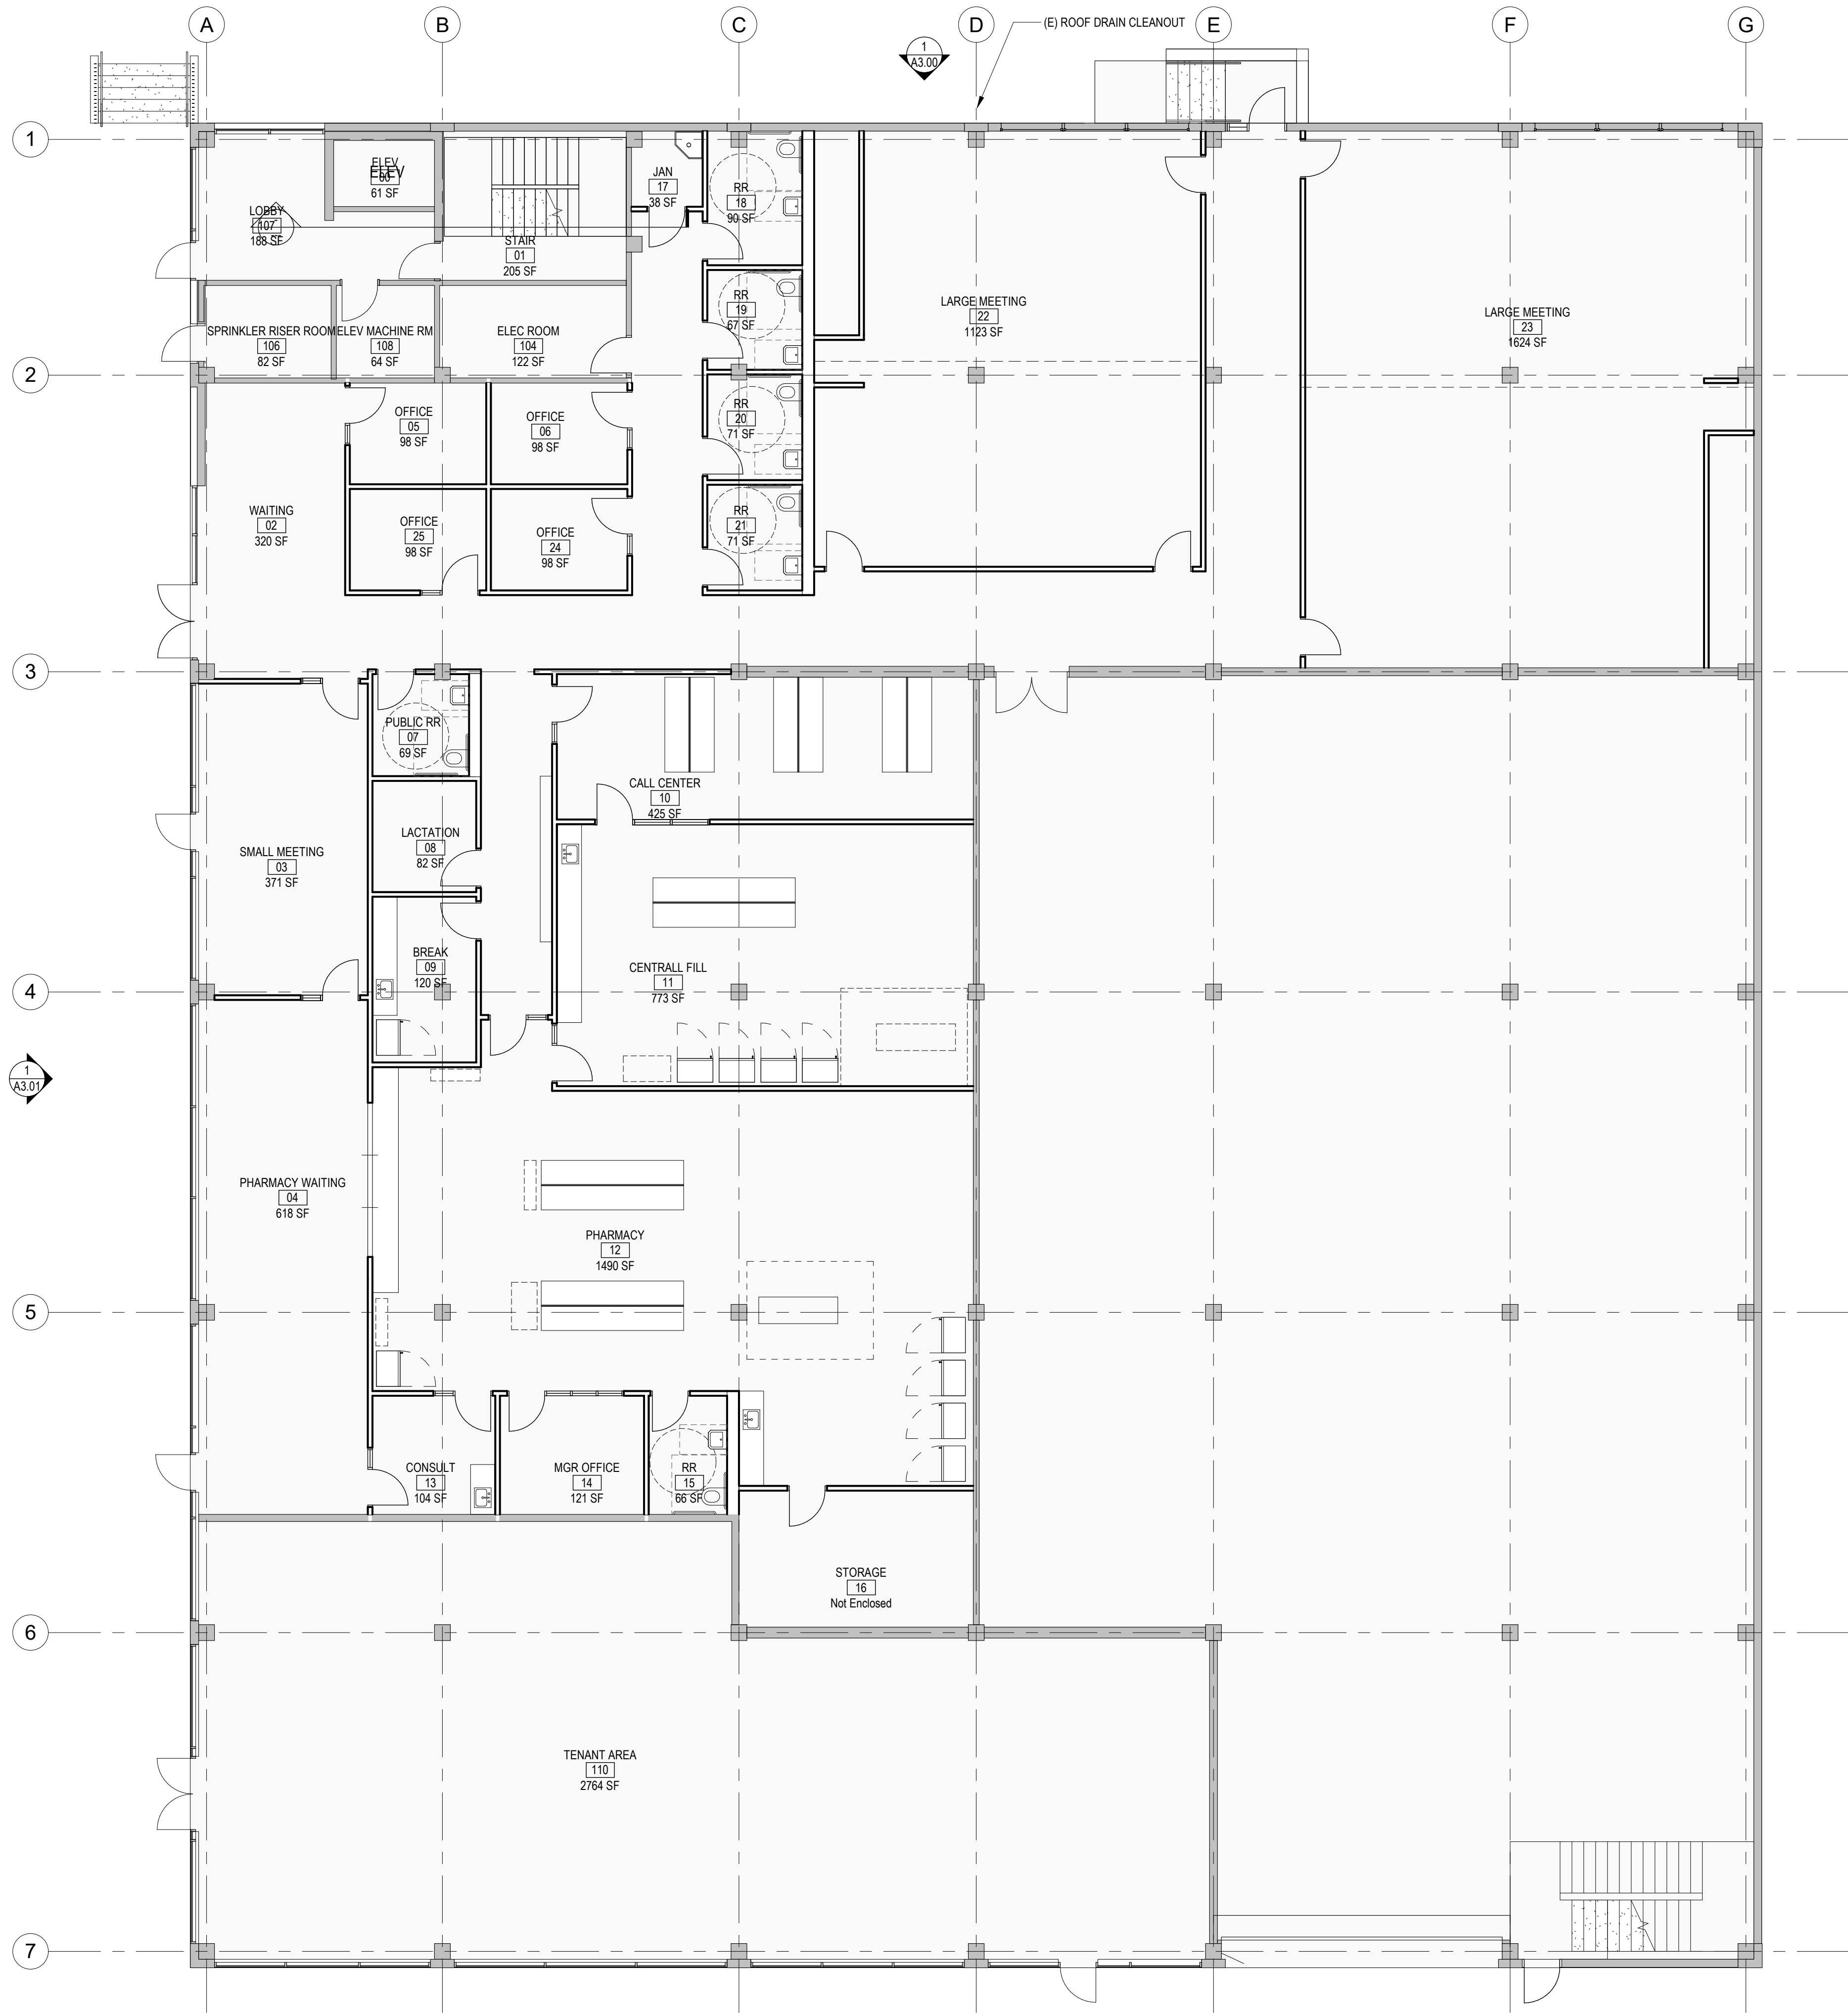 A
B
C
D
E
F
G
(E) ROOF DRAIN CLEANOUT
1
A3.00
1
ELEV
00
ELEV
61 SF
JAN
17
38 SF
RR
18
90 SF
LOBBY
107
188 SF
STAIR
01
205 SF
RR
19
67 SF
LARGE MEETING
22
1123 SF
LARGE MEETING
23
1624 SF
SPRINKLER RISER ROOM
106
82 SF
ELEV MACHINE RM
108
64 SF
ELEC ROOM
104
122 SF
2
OFFICE
05
98 SF
OFFICE
06
98 SF
RR
20
71 SF
WAITING
02
320 SF
OFFICE
25
98 SF
OFFICE
24
98 SF
RR
21
71 SF
3
PUBLIC RR
07
69 SF
CALL CENTER
10
425 SF
LACTATION
08
82 SF
SMALL MEETING
03
371 SF
BREAK
09
120 SF
CENTRALL FILL
11
773 SF
4
1
A3.01
PHARMACY WAITING
04
618 SF
PHARMACY
12
1490 SF
5
CONSULT
13
104 SF
MGR OFFICE
14
121 SF
RR
15
66 SF
STORAGE
16
Not Enclosed
6
TENANT AREA
110
2764 SF
7